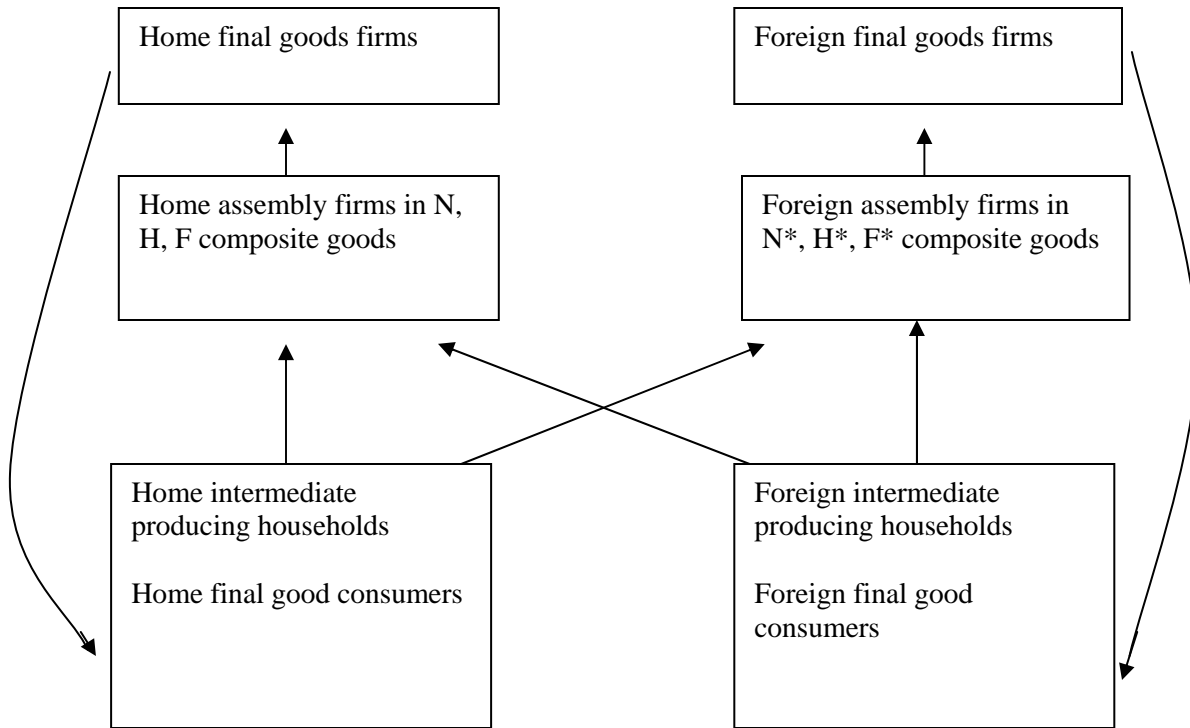 Home final goods firms
Foreign final goods firms
Home assembly firms in N,
H, F composite goods
Foreign assembly firms in
N*, H*, F* composite goods
Home intermediate
producing households
Home final good consumers
Foreign intermediate
producing households
Foreign final good
consumers